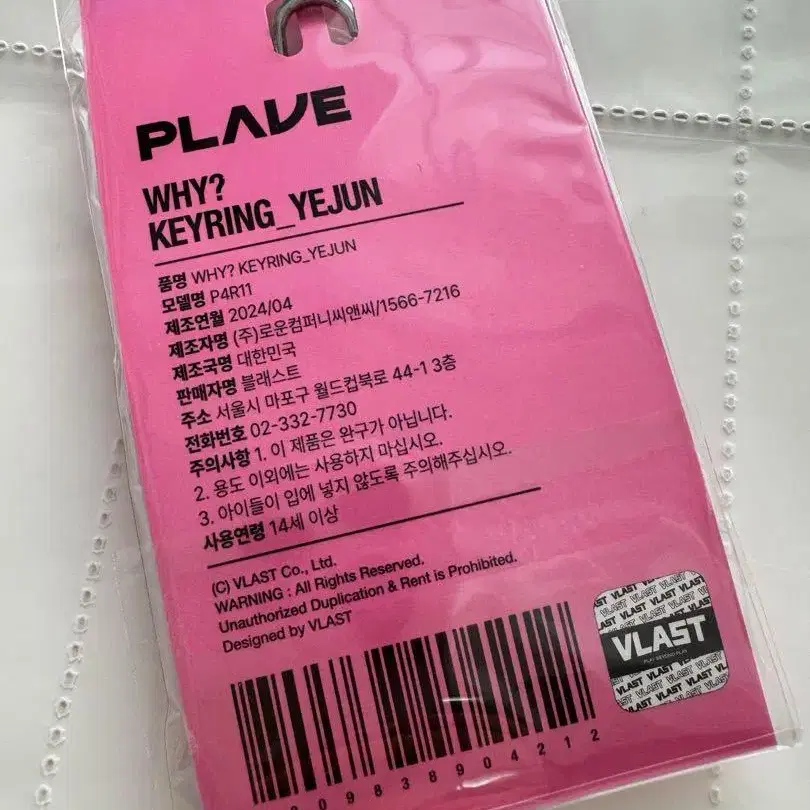 PLAVE
WHY?
KEYRING_YEJUN
품명 WHY? KEYRING_YEJUN
모델명 P4R11
제조연월 2024/04
제조자명 (주)로운컴퍼니씨앤씨/1566-7216
제조국명 대한민국
판매자명 블래스트
주소 서울시 마포구 월드컵북로 44-1 3층
전화번호 02-332-7730
주의사항 1. 이 제품은 완구가 아닙니다.
2. 용도 이외에는 사용하지 마십시오.
3. 아이들이 입에 넣지 않도록 주의해주십시오.
사용연령 14세 이상
(C) VLAST Co., Ltd.
WARNING : All Rights Reserved.
Unauthorized Duplication & Rent is Prohibited.
Designed by VLAST
09838904212
VLAST
PLAY BEYOND PLAY